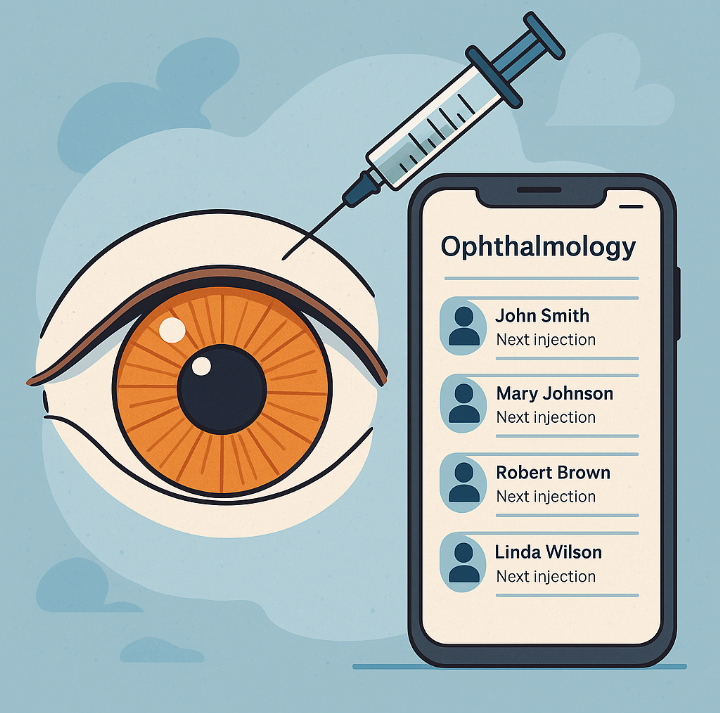 Ophthalmology
John Smith
Next injection
Mary Johnson
Next injection
Robert Brown
Next injection
Linda Wilson
Next injection